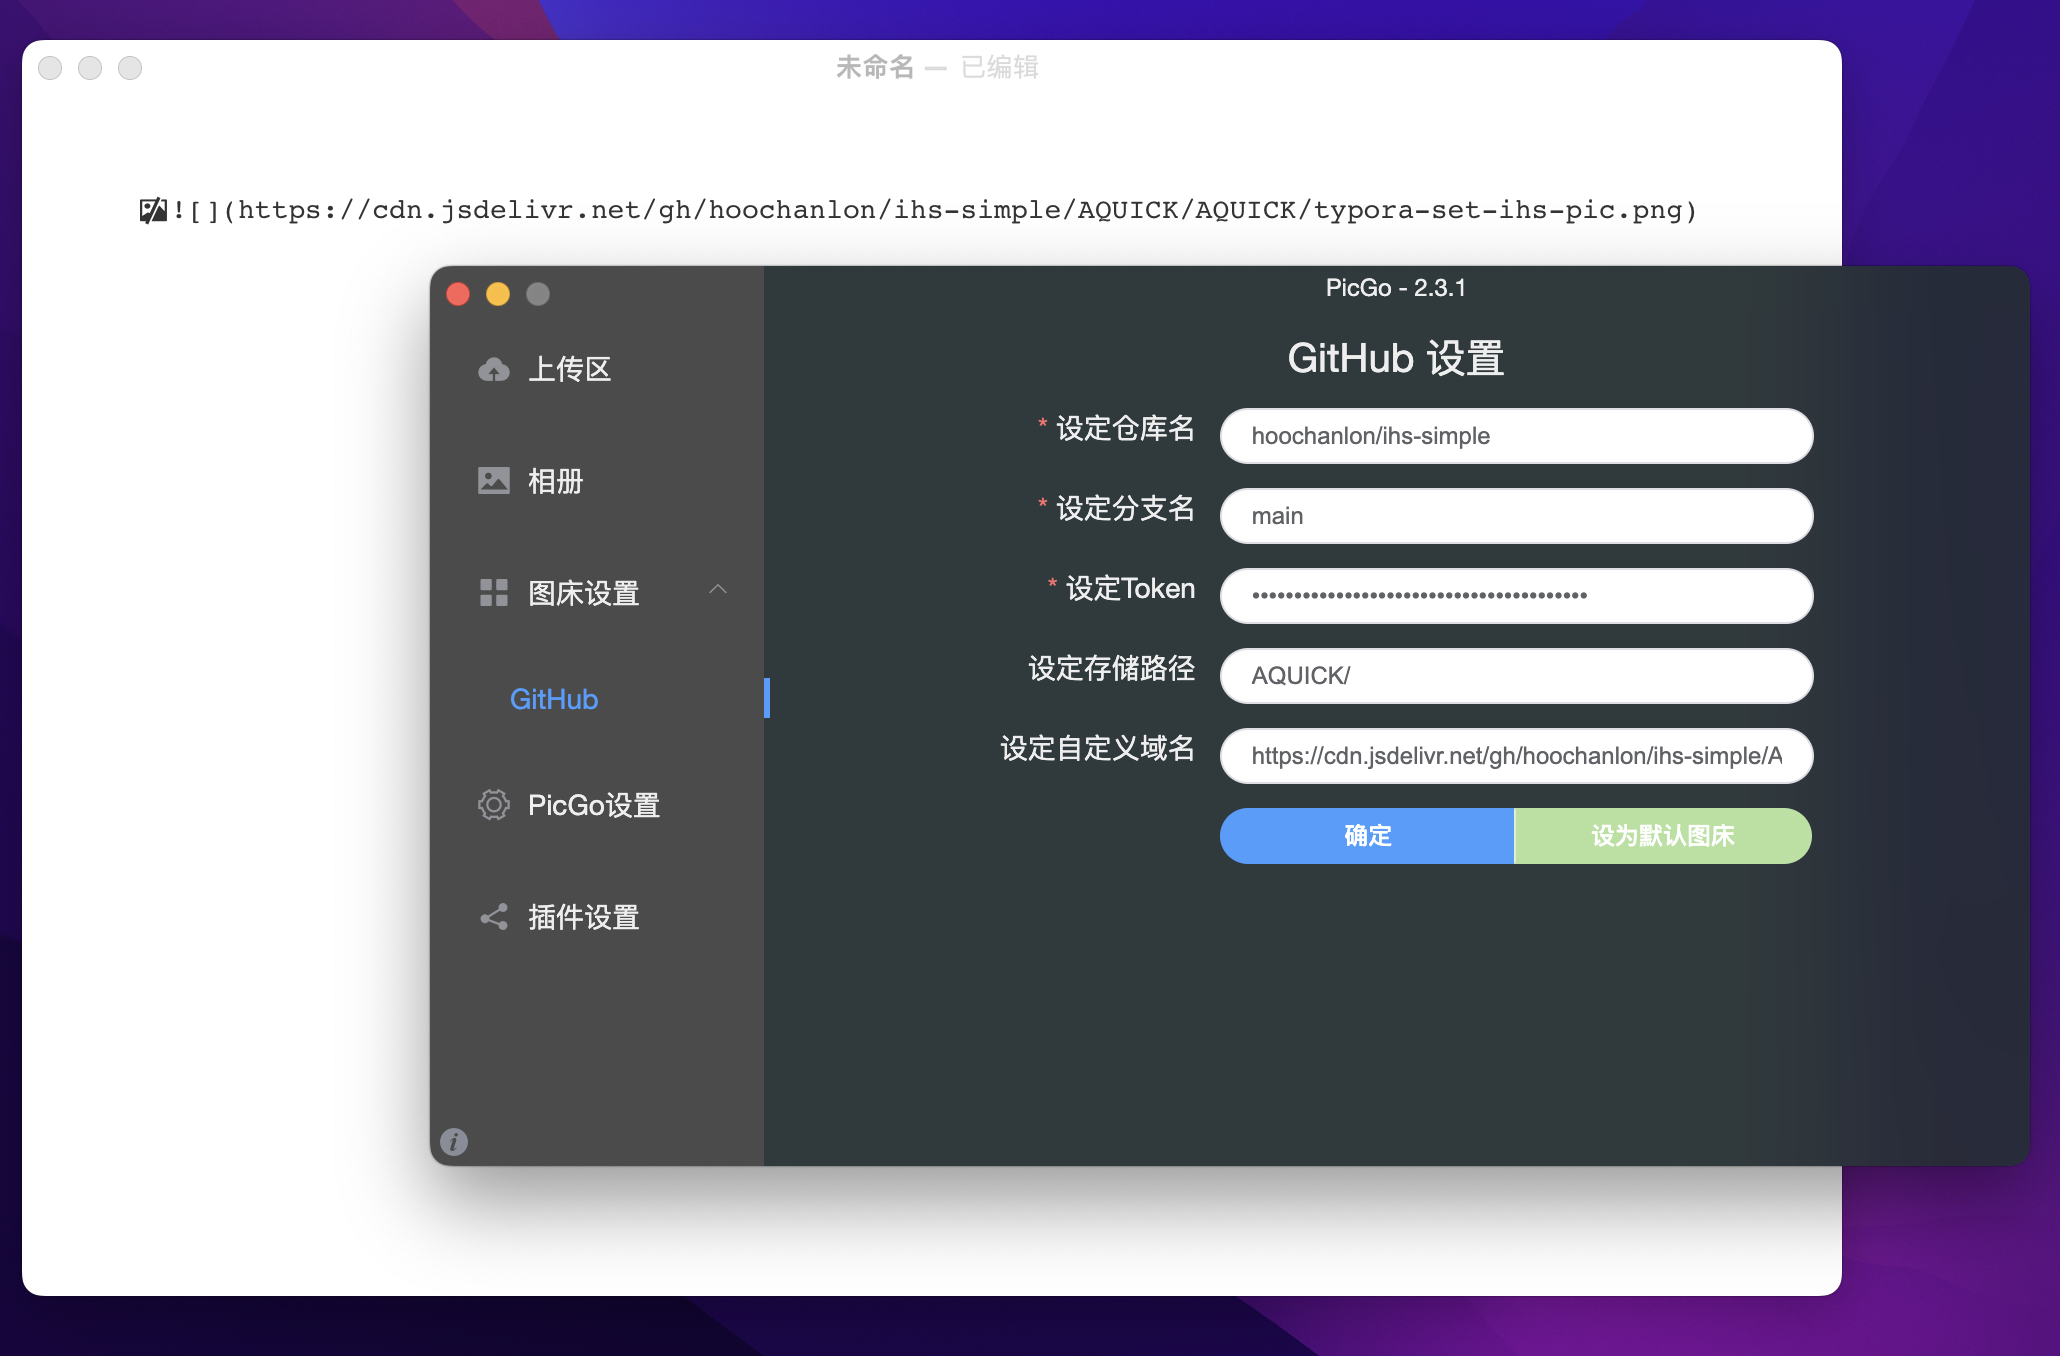 未命名 — 已编辑
![](https://cdn.jsdelivr.net/gh/hoochanlon/ihs-simple/AQUICK/AQUICK/typora-set-ihs-pic.png)
PicGo - 2.3.1
上传区
相册
图床设置
GitHub
PicGo设置
插件设置
GitHub 设置
* 设定仓库名 hoochanlon/ihs-simple
* 设定分支名 main
* 设定Token ••••••••••••••••••••••••••••••••••••••••
设定存储路径 AQUICK/
设定自定义域名 https://cdn.jsdelivr.net/gh/hoochanlon/ihs-simple/A
确定 设为默认图床